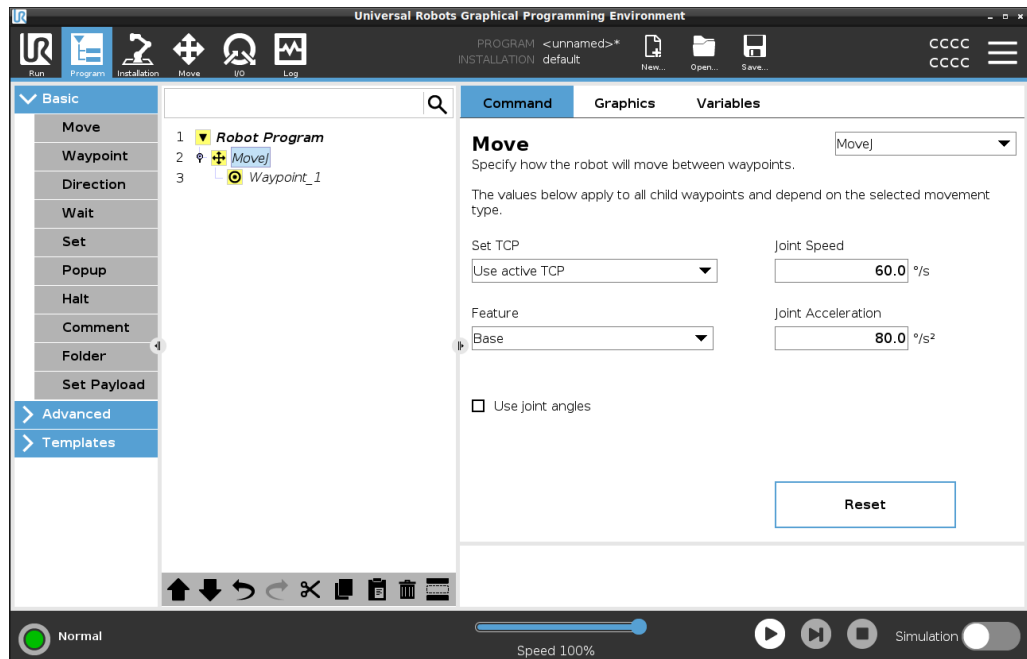 Universal Robots Graphical Programming Environment
UR
PROGRAM <unnamed>*
INSTALLATION default
Run Program Installation Move I/O Log New... Open... Save...
CCCC
CCCC
Basic
Move
Waypoint
Direction
Wait
Set
Popup
Halt
Comment
Folder
Set Payload
Advanced
Templates
1 Robot Program
2 MoveJ
3 Waypoint_1
Command Graphics Variables
Move MoveJ
Specify how the robot will move between waypoints.
The values below apply to all child waypoints and depend on the selected movement
type.
Set TCP Joint Speed
Use active TCP 60.0 °/s
Feature Joint Acceleration
Base 80.0 °/s²
Use joint angles
Reset
Normal
Speed 100%
Simulation